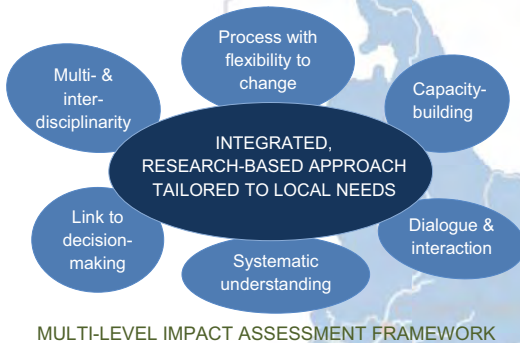 Process with
flexibility to
change
Multi- &
inter-
disciplinarity
Capacity-
building
INTEGRATED,
RESEARCH-BASED APPROACH
TAILORED TO LOCAL NEEDS
Link to
decision-
making
Dialogue &
interaction
Systematic
understanding
MULTI-LEVEL IMPACT ASSESSMENT FRAMEWORK